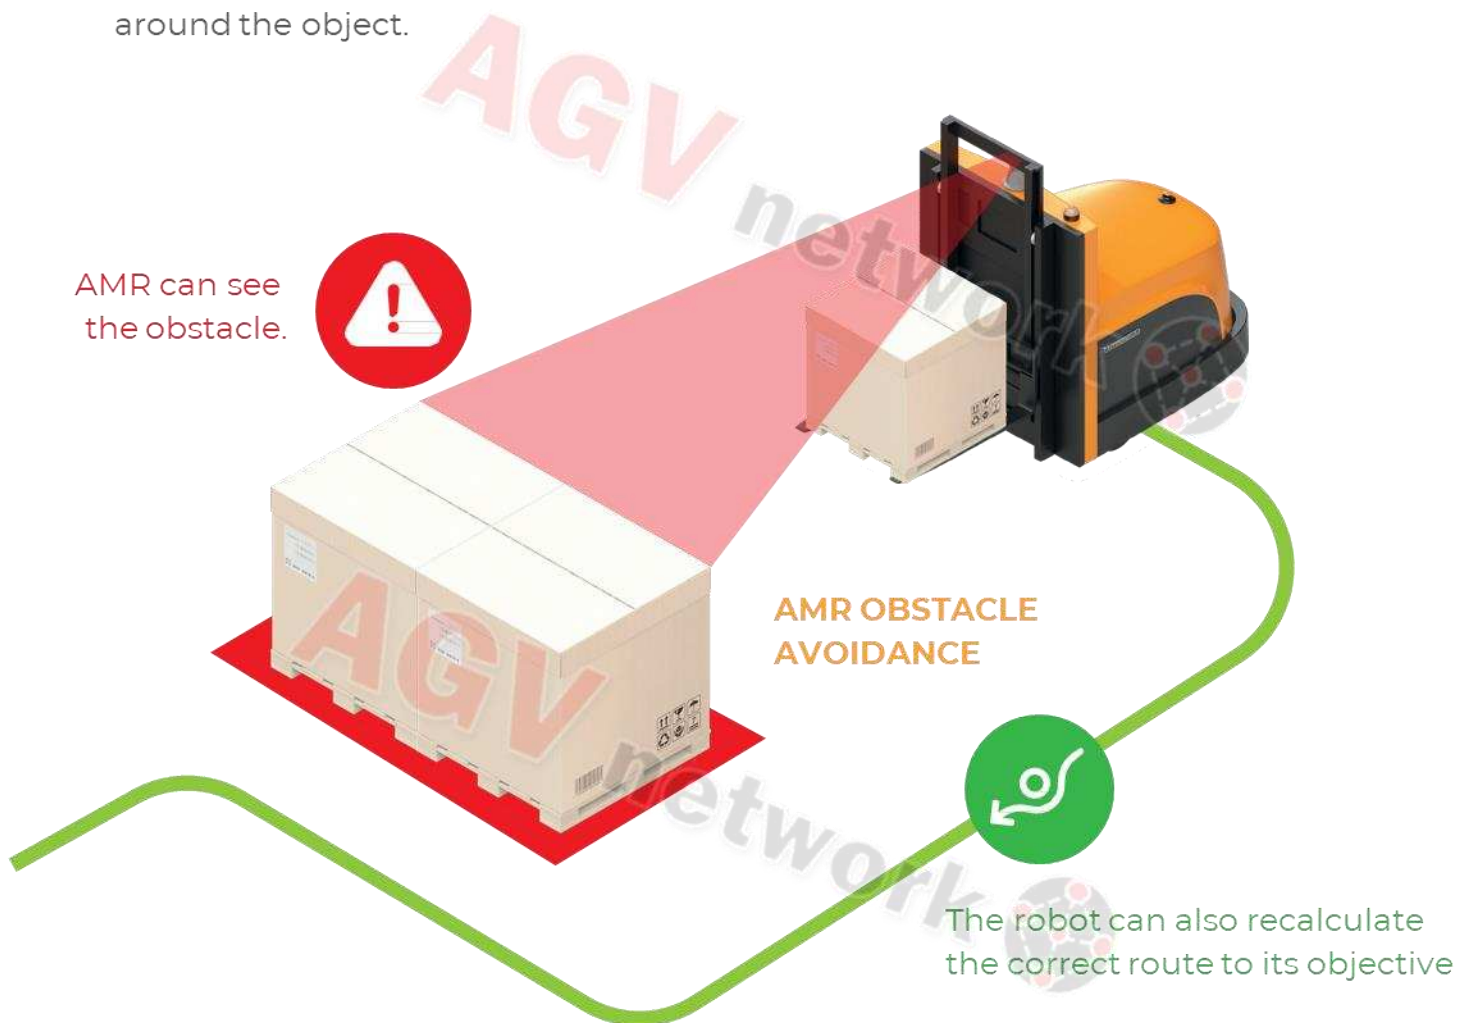 around the object.
AGV network
AMR can see
the obstacle.
AMR OBSTACLE
AVOIDANCE
AGV network
The robot can also recalculate
the correct route to its objective